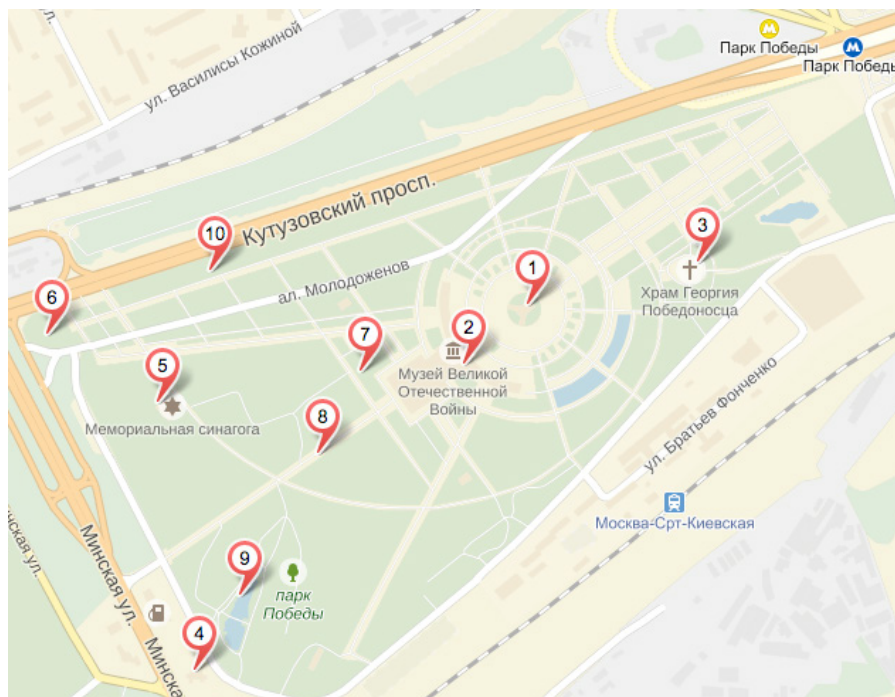 Парк Победы
Парк Победы
ул. Василисы Кожиной
Кутузовский просп.
ал. Молодоженов
10
3
1
6
7
2
5
8
9
4
Храм Георгия
Победоносца
Музей Великой
Отечественной
Войны
Мемориальная синагога
ул. Братьев Фонченко
Москва-Срт-Киевская
Минская ул.
парк
Победы